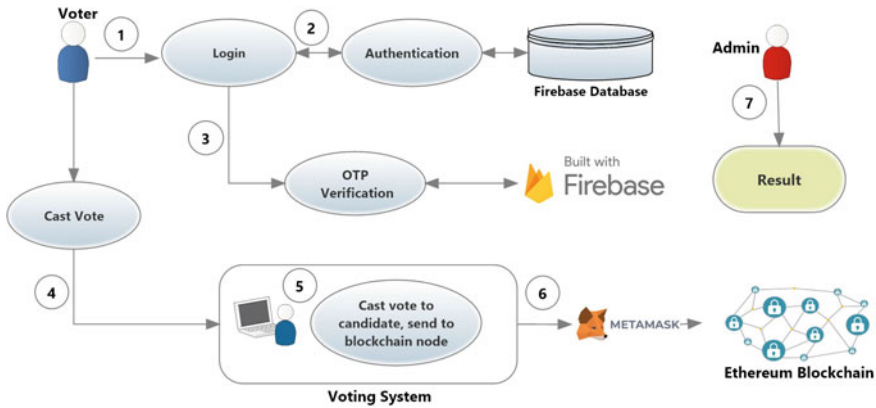 Voter
1
Login
2
Authentication
Firebase Database
Admin
7
3
OTP
Verification
Built with
Firebase
Result
Cast Vote
4
5
Cast vote to
candidate, send to
blockchain node
6
METAMASK
Voting System
Ethereum Blockchain